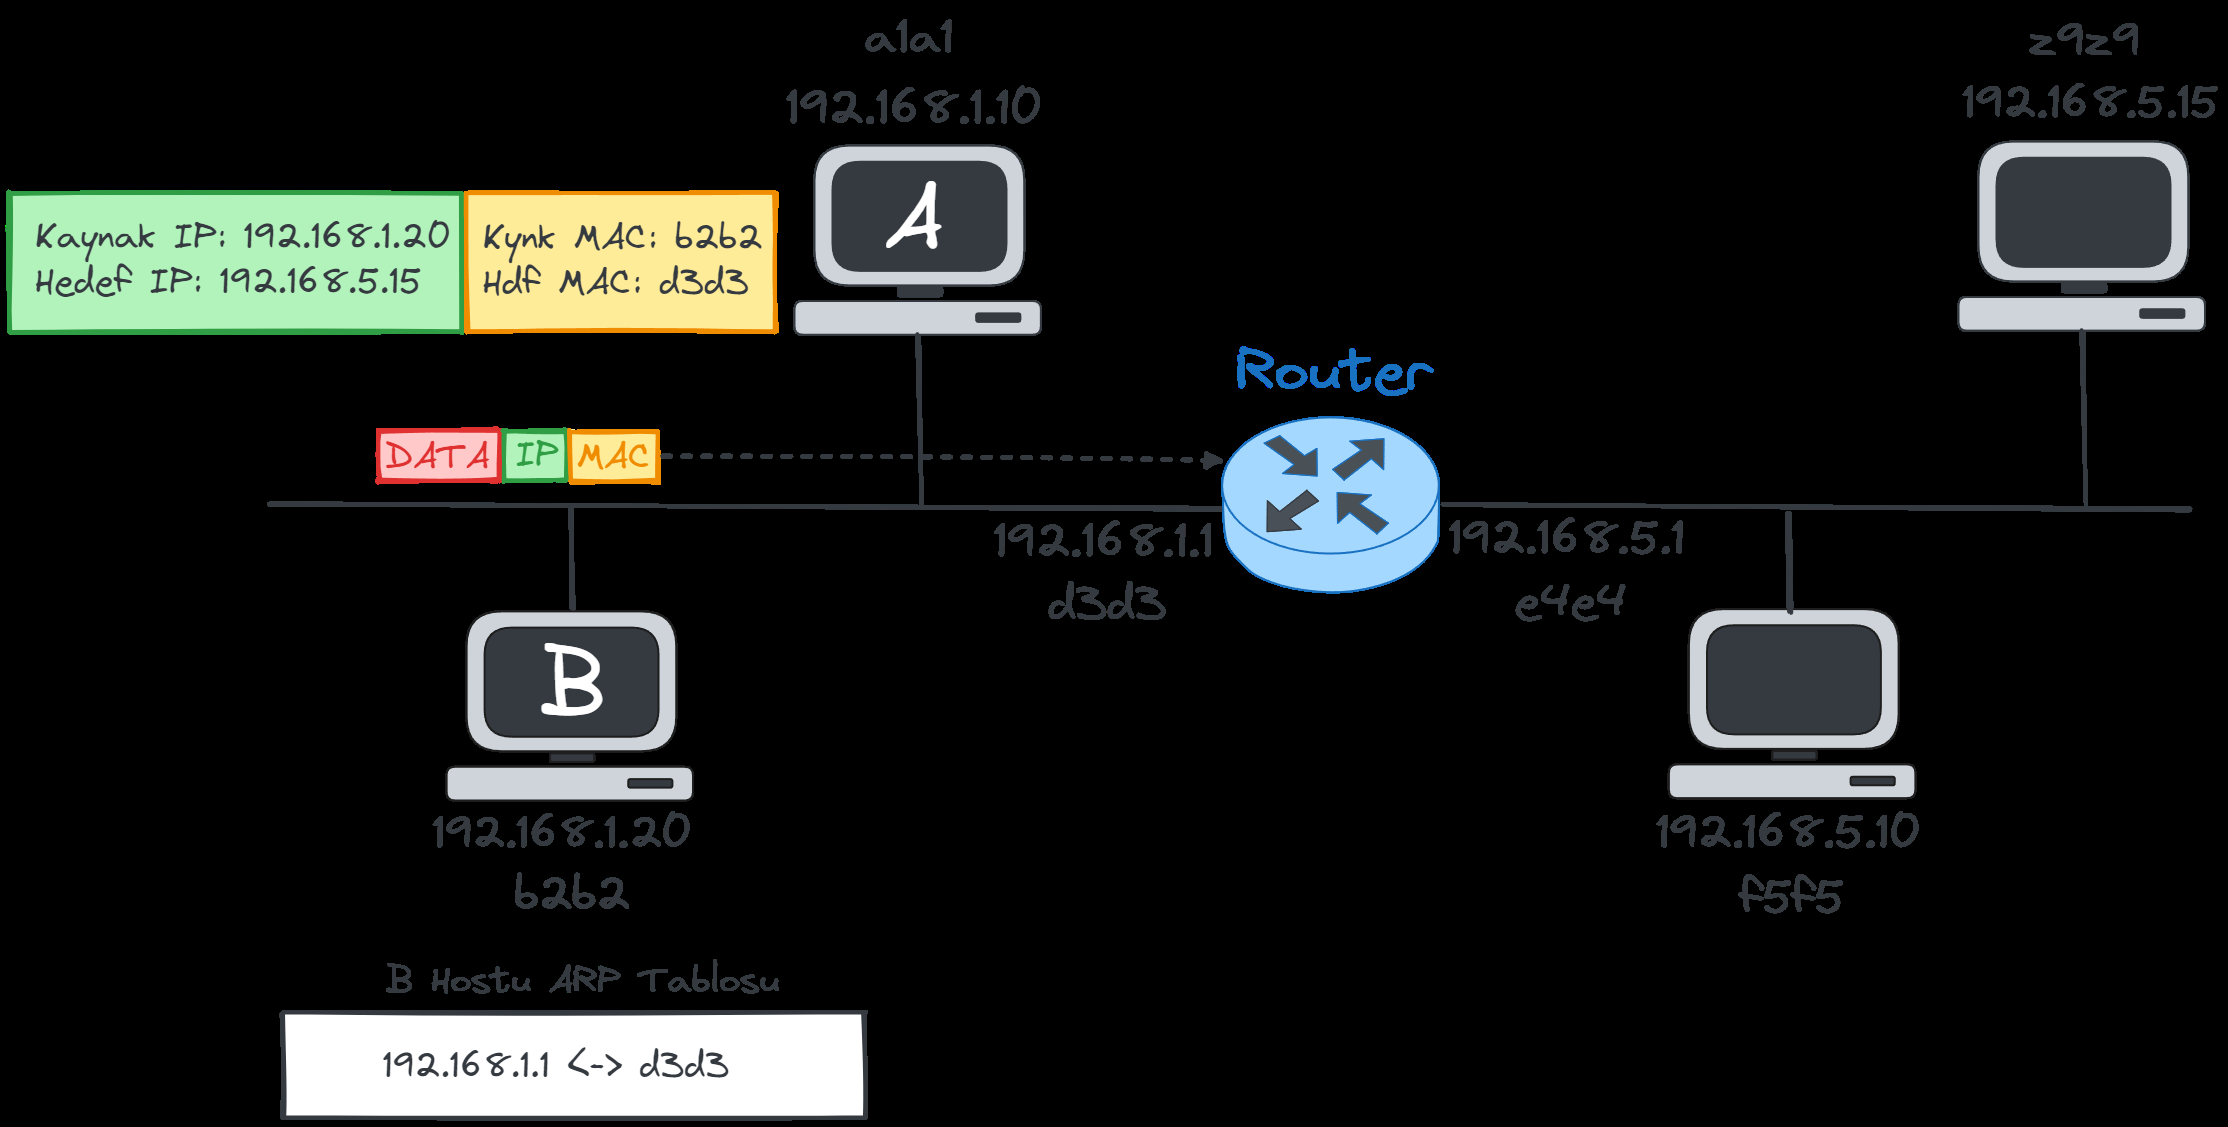 a1a1
192.168.1.10
z9z9
192.168.5.15
Kaynak IP: 192.168.1.20
Hedef IP: 192.168.5.15
Kynk MAC: b2b2
Hdf MAC: d3d3
A
Router
DATA
IP
MAC
192.168.1.1
d3d3
192.168.5.1
e4e4
B
192.168.1.20
b2b2
192.168.5.10
f5f5
B Hostu ARP Tablosu
192.168.1.1 <-> d3d3